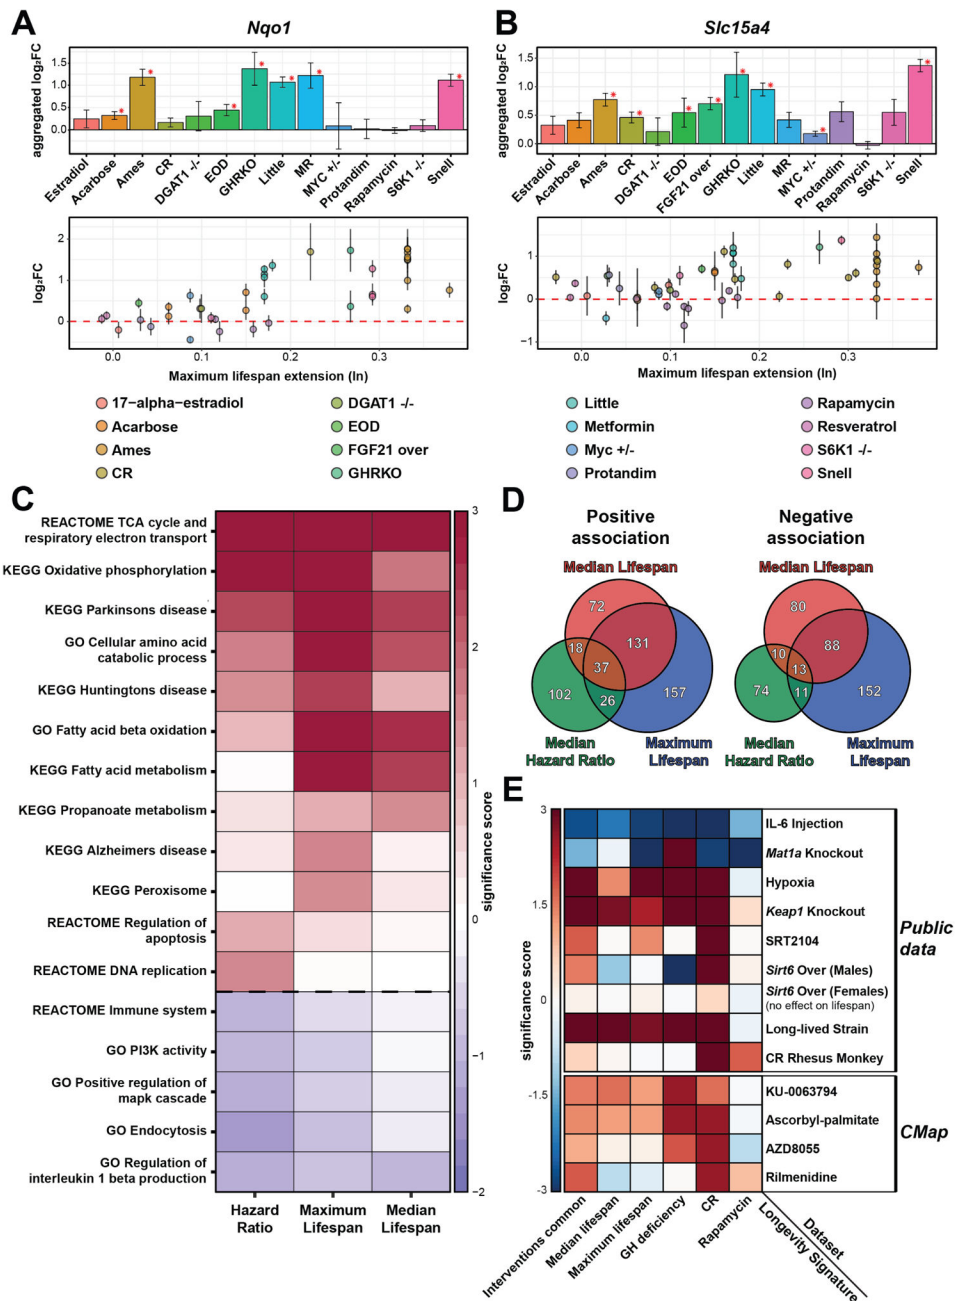 A
Nqo1
aggregated log₂FC
1.5
1.0
0.5
0.0
Estradiol
Acarbose
Ames
CR
DGAT1 -/-
EOD
GHRKO
Little
MR
MYC +/-
Protandim
Rapamycin
S6K1 -/-
Snell
log₂FC
2
1
0
0.0
0.1
0.2
0.3
Maximum lifespan extension (ln)
B
Slc15a4
aggregated log₂FC
1.5
1.0
0.5
0.0
Estradiol
Acarbose
Ames
CR
DGAT1 -/-
EOD
FGF21 over
GHRKO
Little
MR
MYC +/-
Protandim
Rapamycin
S6K1 -/-
Snell
log₂FC
1
0
−1
0.0
0.1
0.2
0.3
Maximum lifespan extension (ln)
17−alpha−estradiol
Acarbose
Ames
CR
DGAT1 -/-
EOD
FGF21 over
GHRKO
Little
Metformin
Myc +/-
Protandim
Rapamycin
Resveratrol
S6K1 -/-
Snell
C
REACTOME TCA cycle and
respiratory electron transport
KEGG Oxidative phosphorylation
KEGG Parkinsons disease
GO Cellular amino acid
catabolic process
KEGG Huntingtons disease
GO Fatty acid beta oxidation
KEGG Fatty acid metabolism
KEGG Propanoate metabolism
KEGG Alzheimers disease
KEGG Peroxisome
REACTOME Regulation of
apoptosis
REACTOME DNA replication
REACTOME Immune system
GO PI3K activity
GO Positive regulation of
mapk cascade
GO Endocytosis
GO Regulation of
interleukin 1 beta production
Hazard
Ratio
Maximum
Lifespan
Median
Lifespan
3
2
1
0
−1
−2
significance score
D
Positive
association
Median Lifespan
72
131
18
37
102
26
157
Median
Hazard Ratio
Maximum
Lifespan
Negative
association
Median Lifespan
80
88
10
13
74
11
152
Median
Hazard Ratio
Maximum
Lifespan
E
3
1.5
0
-1.5
-3
significance score
IL-6 Injection
Mat1a Knockout
Hypoxia
Keap1 Knockout
SRT2104
Sirt6 Over (Males)
Sirt6 Over (Females)
(no effect on lifespan)
Long-lived Strain
CR Rhesus Monkey
Public
data
KU-0063794
Ascorbyl-palmitate
AZD8055
Rilmenidine
CMap
Interventions common
Median lifespan
Maximum lifespan
GH deficiency
CR
Rapamycin
Dataset
Longevity Signature